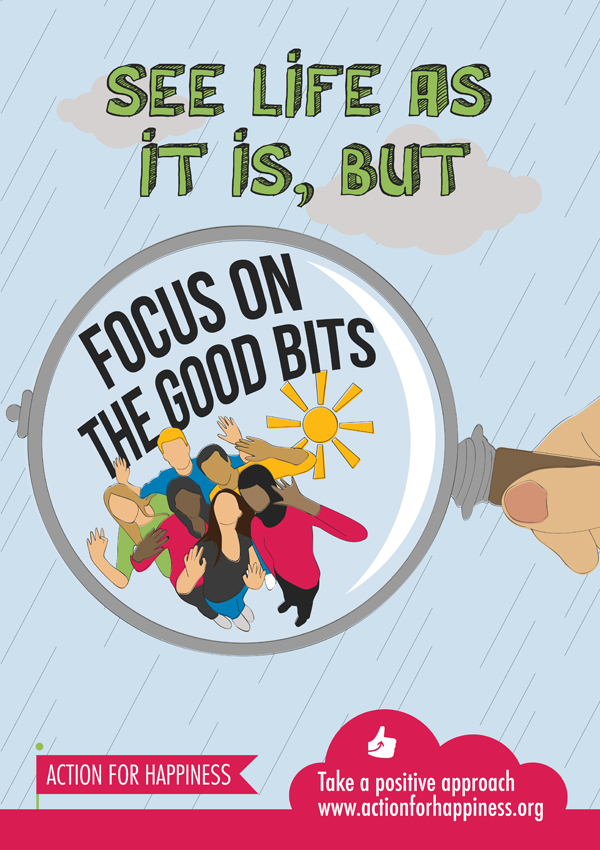 SEE LIFE AS
IT IS, BUT
FOCUS ON
THE GOOD BITS
ACTION FOR HAPPINESS
Take a positive approach
www.actionforhappiness.org